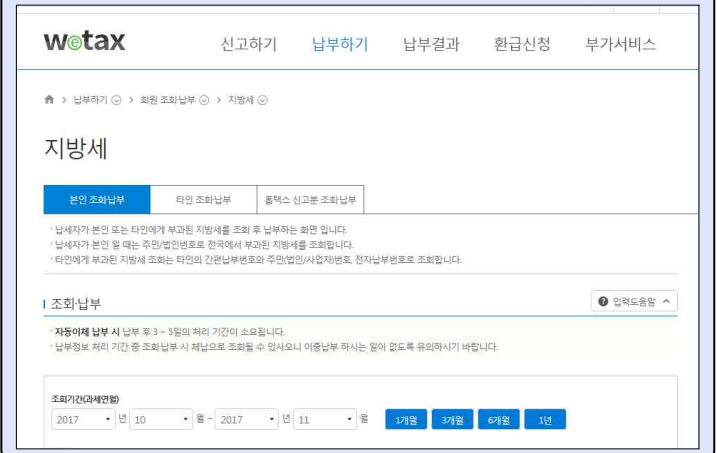 wetax 신고하기 납부하기 납부결과 환급신청 부가서비스
> 납부하기 > 회원 조회·납부 > 지방세
지방세
본인 조회납부 타인 조회납부 홈택스 신고분 조회·납부
· 납세자가 본인 또는 타인에게 부과된 지방세를 조회 후 납부하는 화면 입니다.
· 납세자가 본인 일 때는 주민/법인번호로 전국에서 부과된 지방세를 조회합니다.
· 타인에게 부과된 지방세 조회는 타인의 간편납부번호와 주민(법인/사업자)번호, 전자납부번호로 조회합니다.
조회·납부 ? 입력도움말
· 자동이체 납부 시 납부 후 3 ~ 5일의 처리 기간이 소요됩니다.
· 납부정보 처리 기간 중 조회납부 시 체납으로 조회될 수 있사오니 이중납부 하시는 일이 없도록 유의하시기 바랍니다.
조회기간(과세연월)
2017 년 10 월 ~ 2017 년 11 월 1개월 3개월 6개월 1년